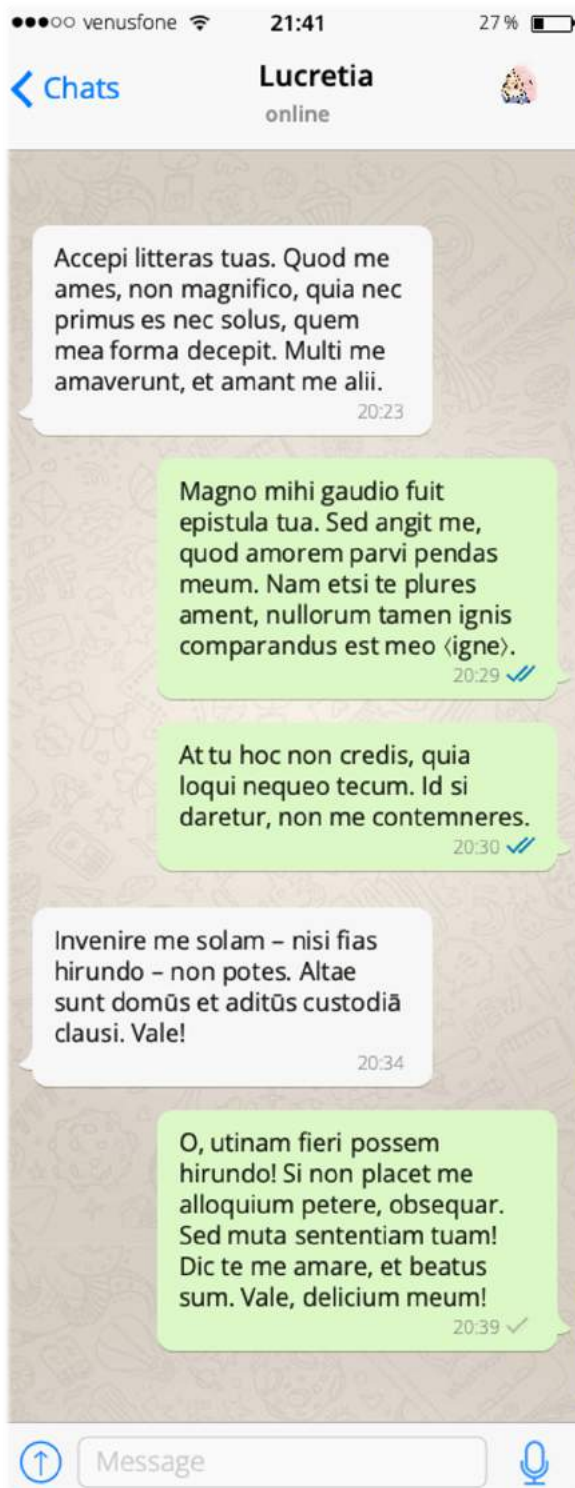 venusfone 21:41 27%
Chats Lucretia
online
Accepi litteras tuas. Quod me
ames, non magnifico, quia nec
primus es nec solus, quem
mea forma decepit. Multi me
amaverunt, et amant me alii.
20:23
Magno mihi gaudio fuit
epistula tua. Sed angit me,
quod amorem parvi pendas
meum. Nam etsi te plures
ament, nullorum tamen ignis
comparandus est meo ⟨igne⟩.
20:29
At tu hoc non credis, quia
loqui nequeo tecum. Id si
daretur, non me contemneres.
20:30
Invenire me solam – nisi fias
hirundo – non potes. Altae
sunt domūs et aditūs custodiā
clausi. Vale!
20:34
O, utinam fieri possem
hirundo! Si non placet me
alloquium petere, obsequar.
Sed muta sententiam tuam!
Dic te me amare, et beatus
sum. Vale, delicium meum!
20:39
Message